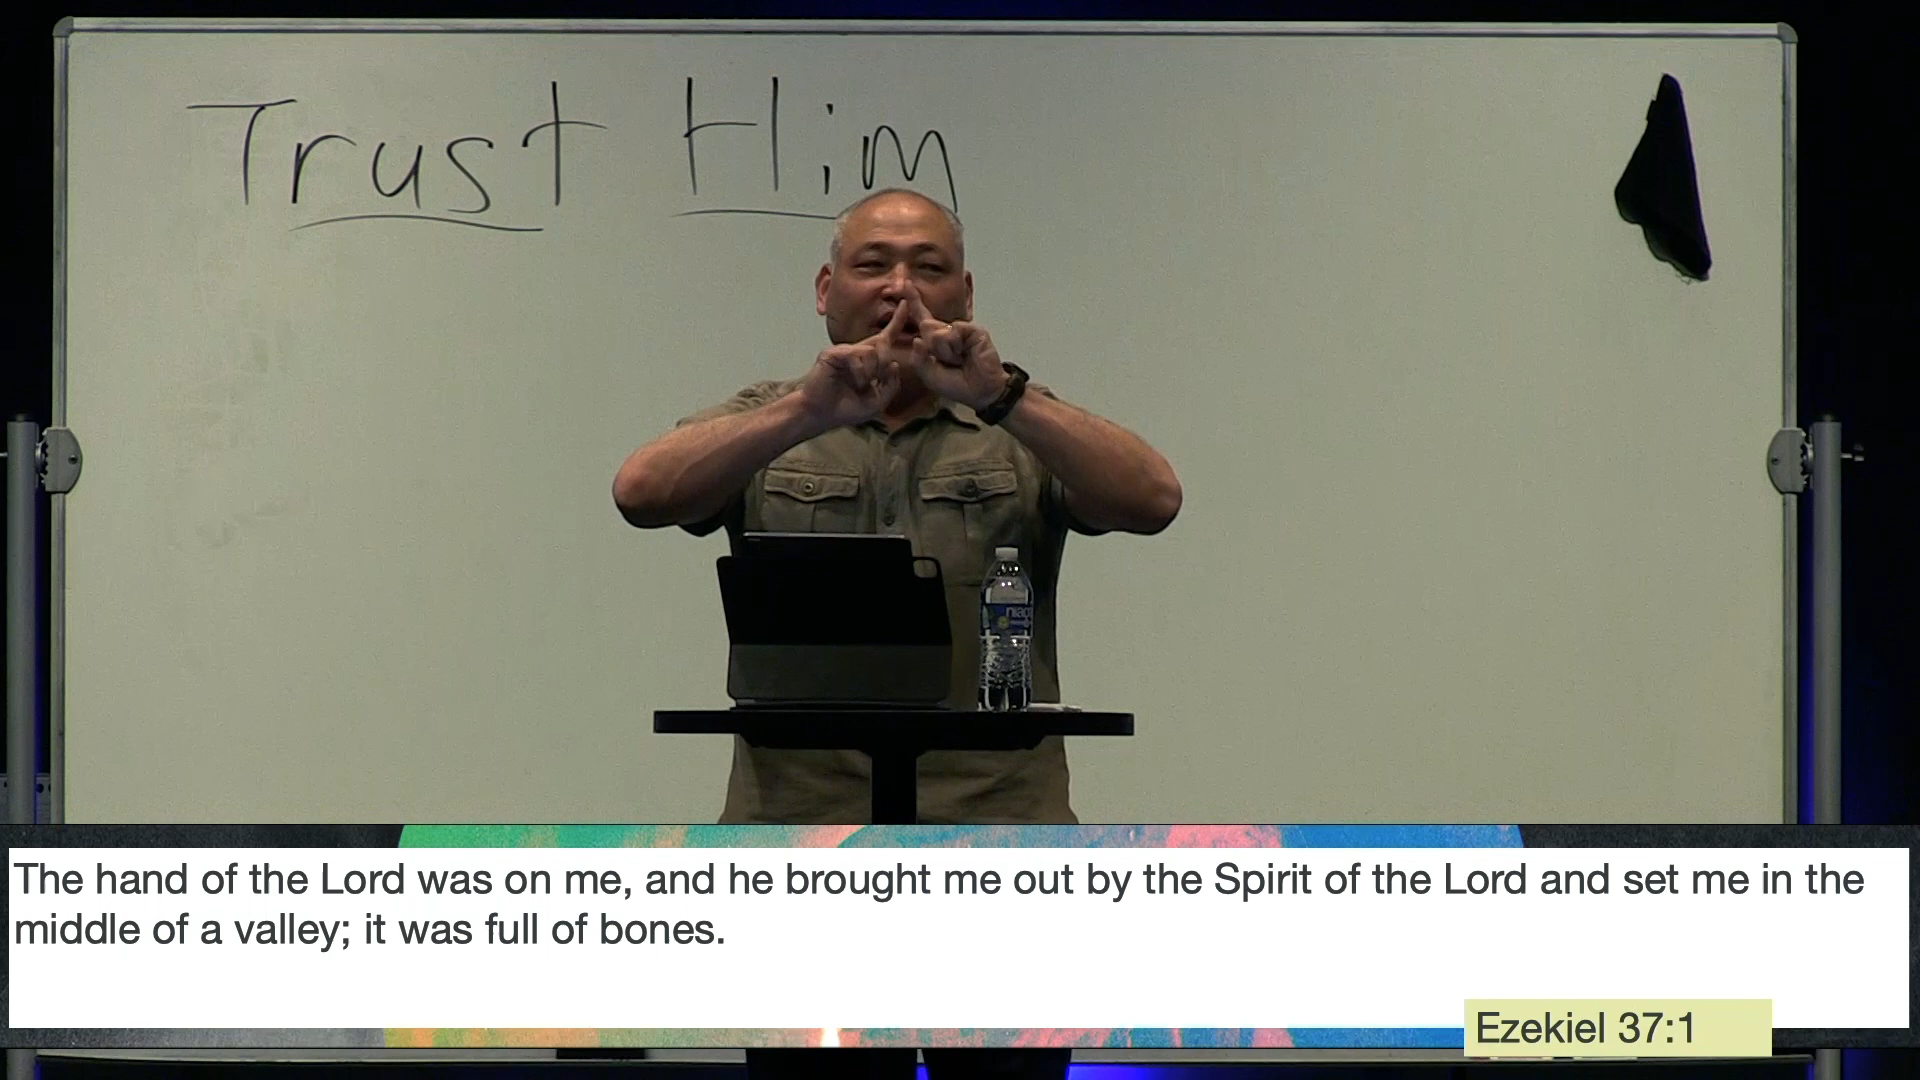 Trust Him
The hand of the Lord was on me, and he brought me out by the Spirit of the Lord and set me in the
middle of a valley; it was full of bones.
Ezekiel 37:1